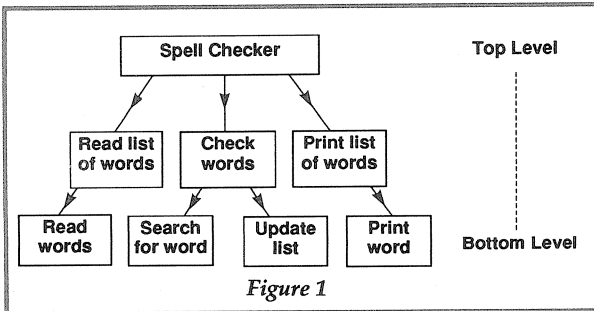 Spell Checker
Top Level
Read list
of words
Check
words
Print list
of words
Read
words
Search
for word
Update
list
Print
word
Bottom Level
Figure 1